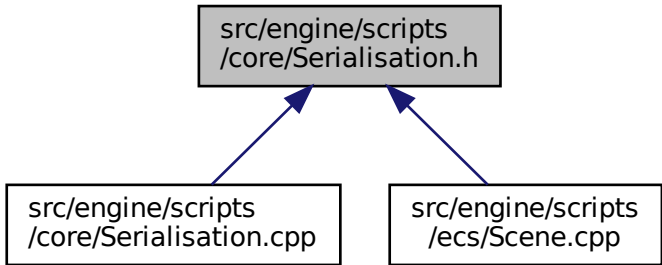 src/engine/scripts
/core/Serialisation.h
src/engine/scripts
/core/Serialisation.cpp
src/engine/scripts
/ecs/Scene.cpp